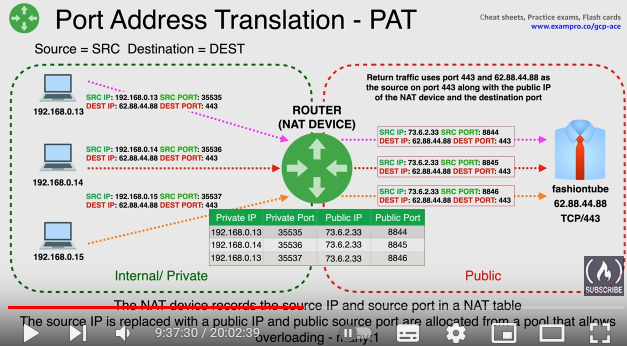 Port Address Translation - PAT
Cheat sheets, Practice exams, Flash cards
www.exampro.co/gcp-ace
Source = SRC Destination = DEST
192.168.0.13
SRC IP: 192.168.0.13 SRC PORT: 35535
DEST IP: 62.88.44.88 DEST PORT: 443
192.168.0.14
SRC IP: 192.168.0.14 SRC PORT: 35536
DEST IP: 62.88.44.88 DEST PORT: 443
192.168.0.15
SRC IP: 192.168.0.15 SRC PORT: 35537
DEST IP: 62.88.44.88 DEST PORT: 443
ROUTER
(NAT DEVICE)
Return traffic uses port 443 and 62.88.44.88 as
the source on port 443 along with the public IP
of the NAT device and the destination port
SRC IP: 73.6.2.33 SRC PORT: 8844
DEST IP: 62.88.44.88 DEST PORT: 443
SRC IP: 73.6.2.33 SRC PORT: 8845
DEST IP: 62.88.44.88 DEST PORT: 443
SRC IP: 73.6.2.33 SRC PORT: 8846
DEST IP: 62.88.44.88 DEST PORT: 443
fashiontube
62.88.44.88
TCP/443
Private IP Private Port Public IP Public Port
192.168.0.13 35535 73.6.2.33 8844
192.168.0.14 35536 73.6.2.33 8845
192.168.0.13 35537 73.6.2.33 8846
Internal/ Private
Public
SUBSCRIBE
The NAT device records the source IP and source port in a NAT table
The source IP is replaced with a public IP and public source port are allocated from a pool that allows
overloading -
9:37:30 / 20:02:39